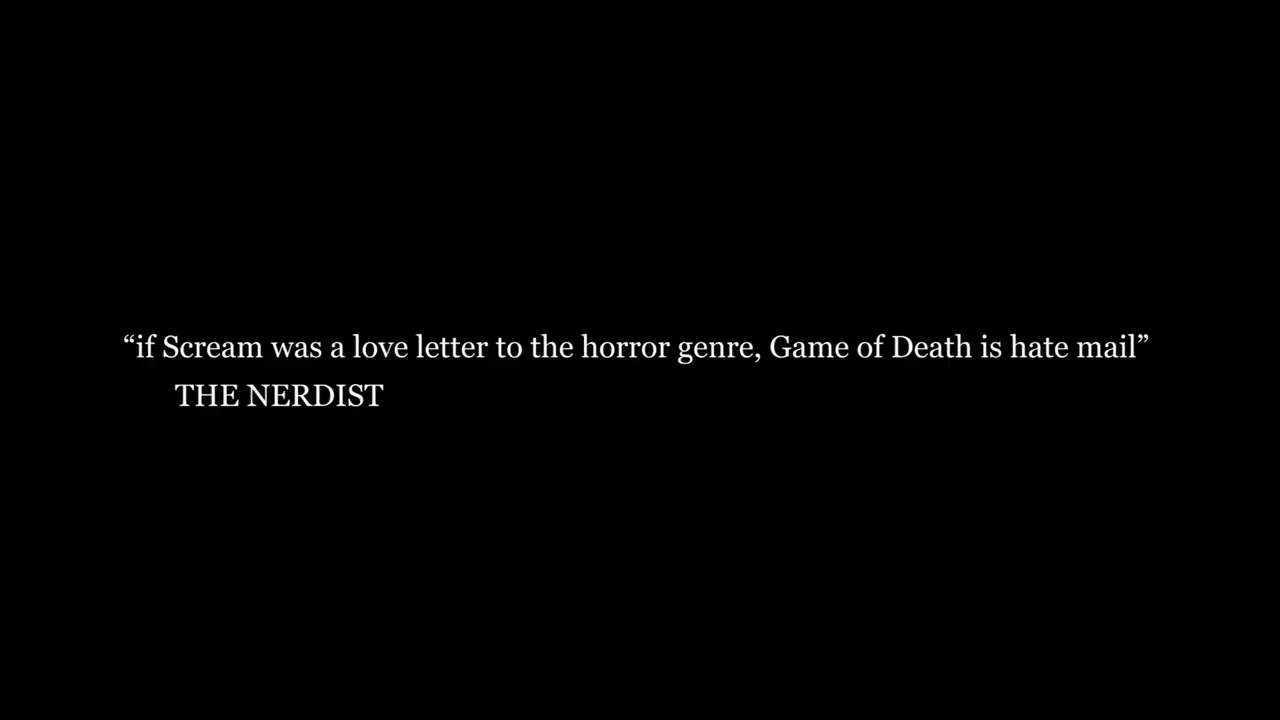 “if Scream was a love letter to the horror genre, Game of Death is hate mail”
THE NERDIST